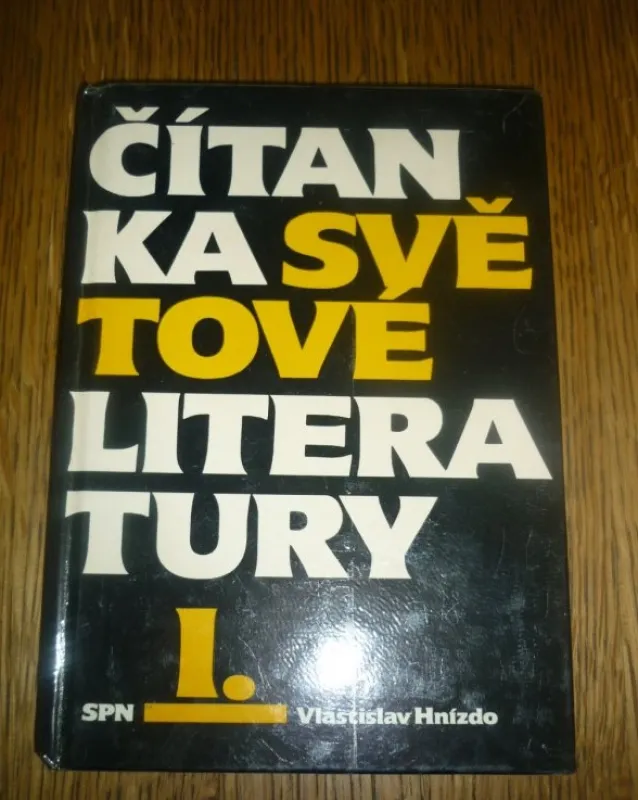 ČÍTAN
KA SVĚ
TOVÉ
LITERA
TURY
I.
SPN Vlastislav Hnízdo